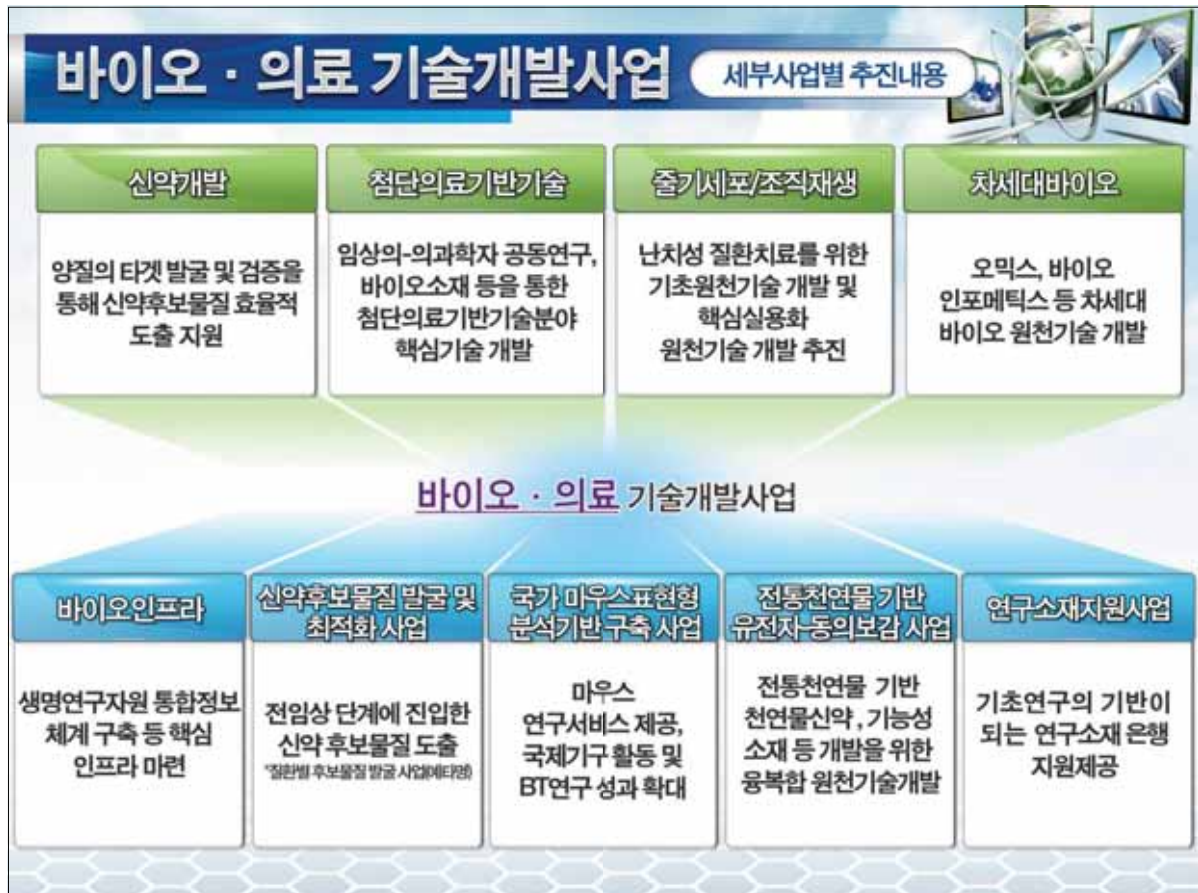 바이오 · 의료 기술개발사업
세부사업별 추진내용
신약개발
양질의 타겟 발굴 및 검증을
통해 신약후보물질 효율적
도출 지원
첨단의료기반기술
임상의-의과학자 공동연구,
바이오소재 등을 통한
첨단의료기반기술분야
핵심기술 개발
줄기세포/조직재생
난치성 질환치료를 위한
기초원천기술 개발 및
핵심실용화
원천기술 개발 추진
차세대바이오
오믹스, 바이오
인포메틱스 등 차세대
바이오 원천기술 개발
바이오 · 의료 기술개발사업
바이오인프라
생명연구자원 통합정보
체계 구축 등 핵심
인프라 마련
신약후보물질 발굴 및
최적화 사업
전임상 단계에 진입한
신약 후보물질 도출
*질환별 후보물질 발굴 사업(예타명)
국가 마우스표현형
분석기반 구축 사업
마우스
연구서비스 제공,
국제기구 활동 및
BT연구 성과 확대
전통천연물 기반
유전자-동의보감 사업
전통천연물 기반
천연물신약 , 기능성
소재 등 개발을 위한
융복합 원천기술개발
연구소재지원사업
기초연구의 기반이
되는 연구소재 은행
지원제공